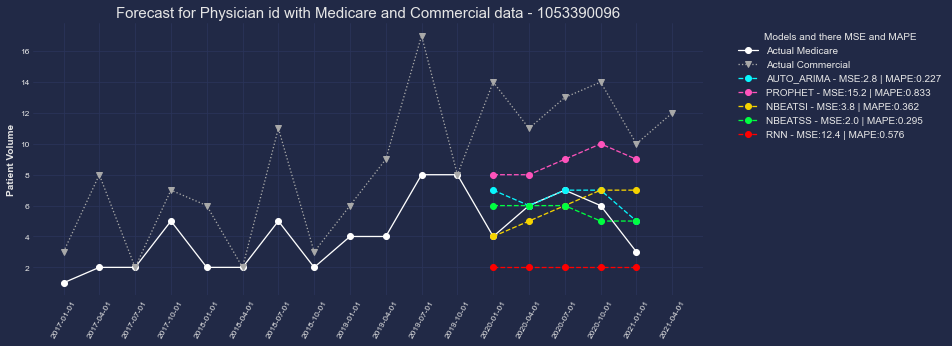 Forecast for Physician id with Medicare and Commercial data - 1053390096
Models and there MSE and MAPE
Actual Medicare
Actual Commercial
AUTO_ARIMA - MSE:2.8 | MAPE:0.227
PROPHET - MSE:15.2 | MAPE:0.833
NBEATSI - MSE:3.8 | MAPE:0.362
NBEATSS - MSE:2.0 | MAPE:0.295
RNN - MSE:12.4 | MAPE:0.576
Patient Volume
16
14
12
10
8
6
4
2
2017-01-01
2017-04-01
2017-07-01
2017-10-01
2018-01-01
2018-04-01
2018-07-01
2018-10-01
2019-01-01
2019-04-01
2019-07-01
2019-10-01
2020-01-01
2020-04-01
2020-07-01
2020-10-01
2021-01-01
2021-04-01